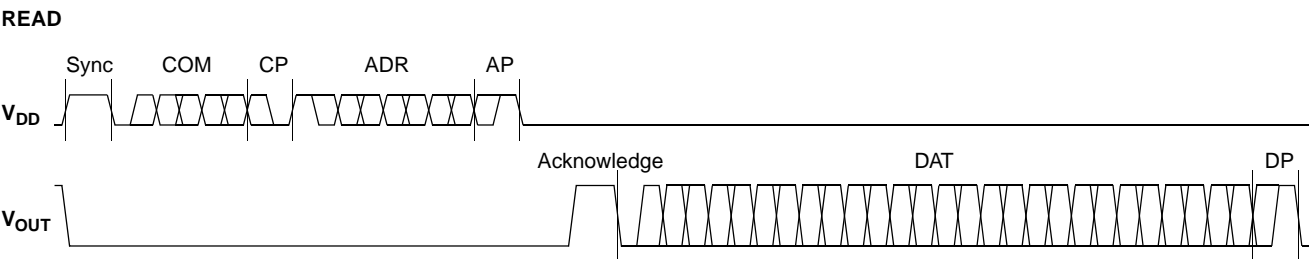 READ
Sync COM CP ADR AP
VDD
Acknowledge DAT DP
VOUT